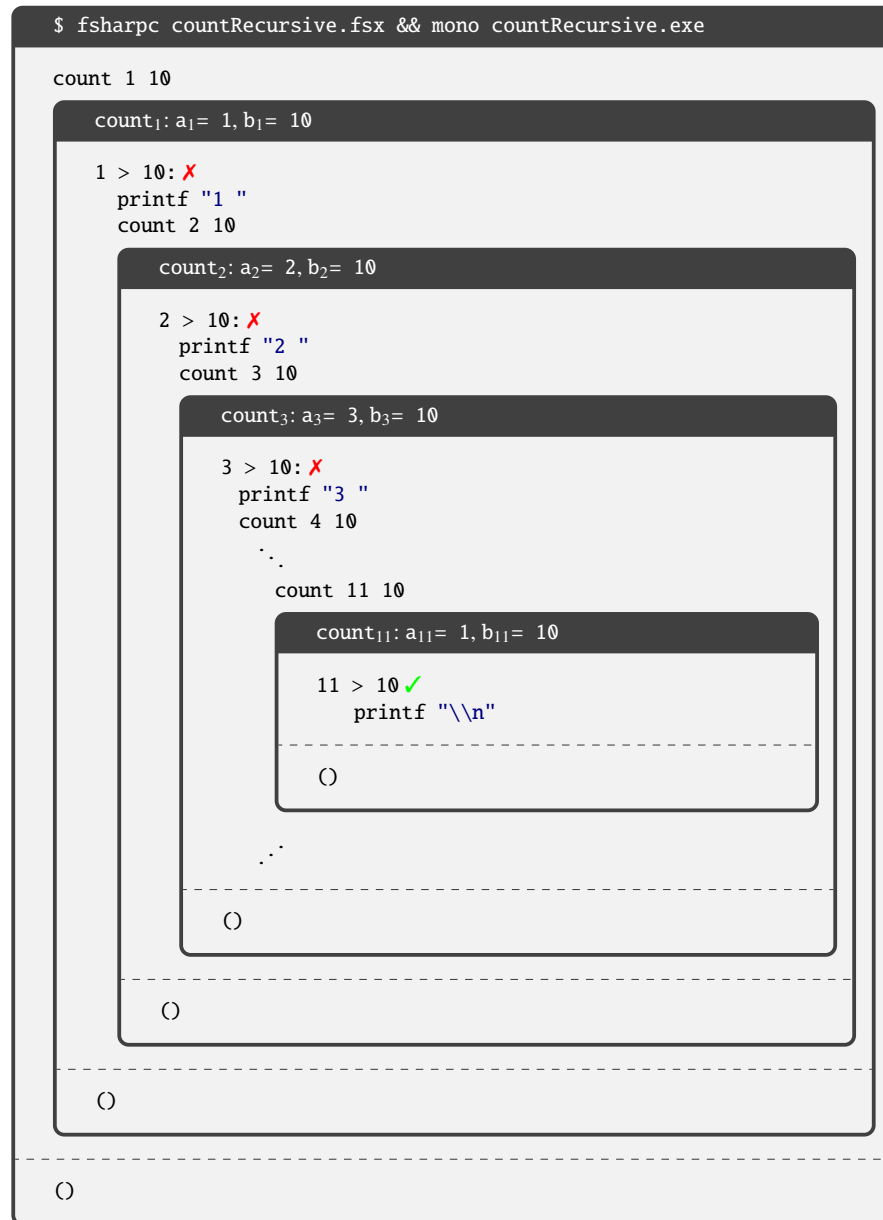 $ fsharpc countRecursive.fsx && mono countRecursive.exe
count 1 10
count₁: a₁= 1, b₁= 10
1 > 10: ✗
printf "1 "
count 2 10
count₂: a₂= 2, b₂= 10
2 > 10: ✗
printf "2 "
count 3 10
count₃: a₃= 3, b₃= 10
3 > 10: ✗
printf "3 "
count 4 10
⋱
count 11 10
count₁₁: a₁₁= 1, b₁₁= 10
11 > 10 ✓
printf "\\n"
()
⋰
()
()
()
()